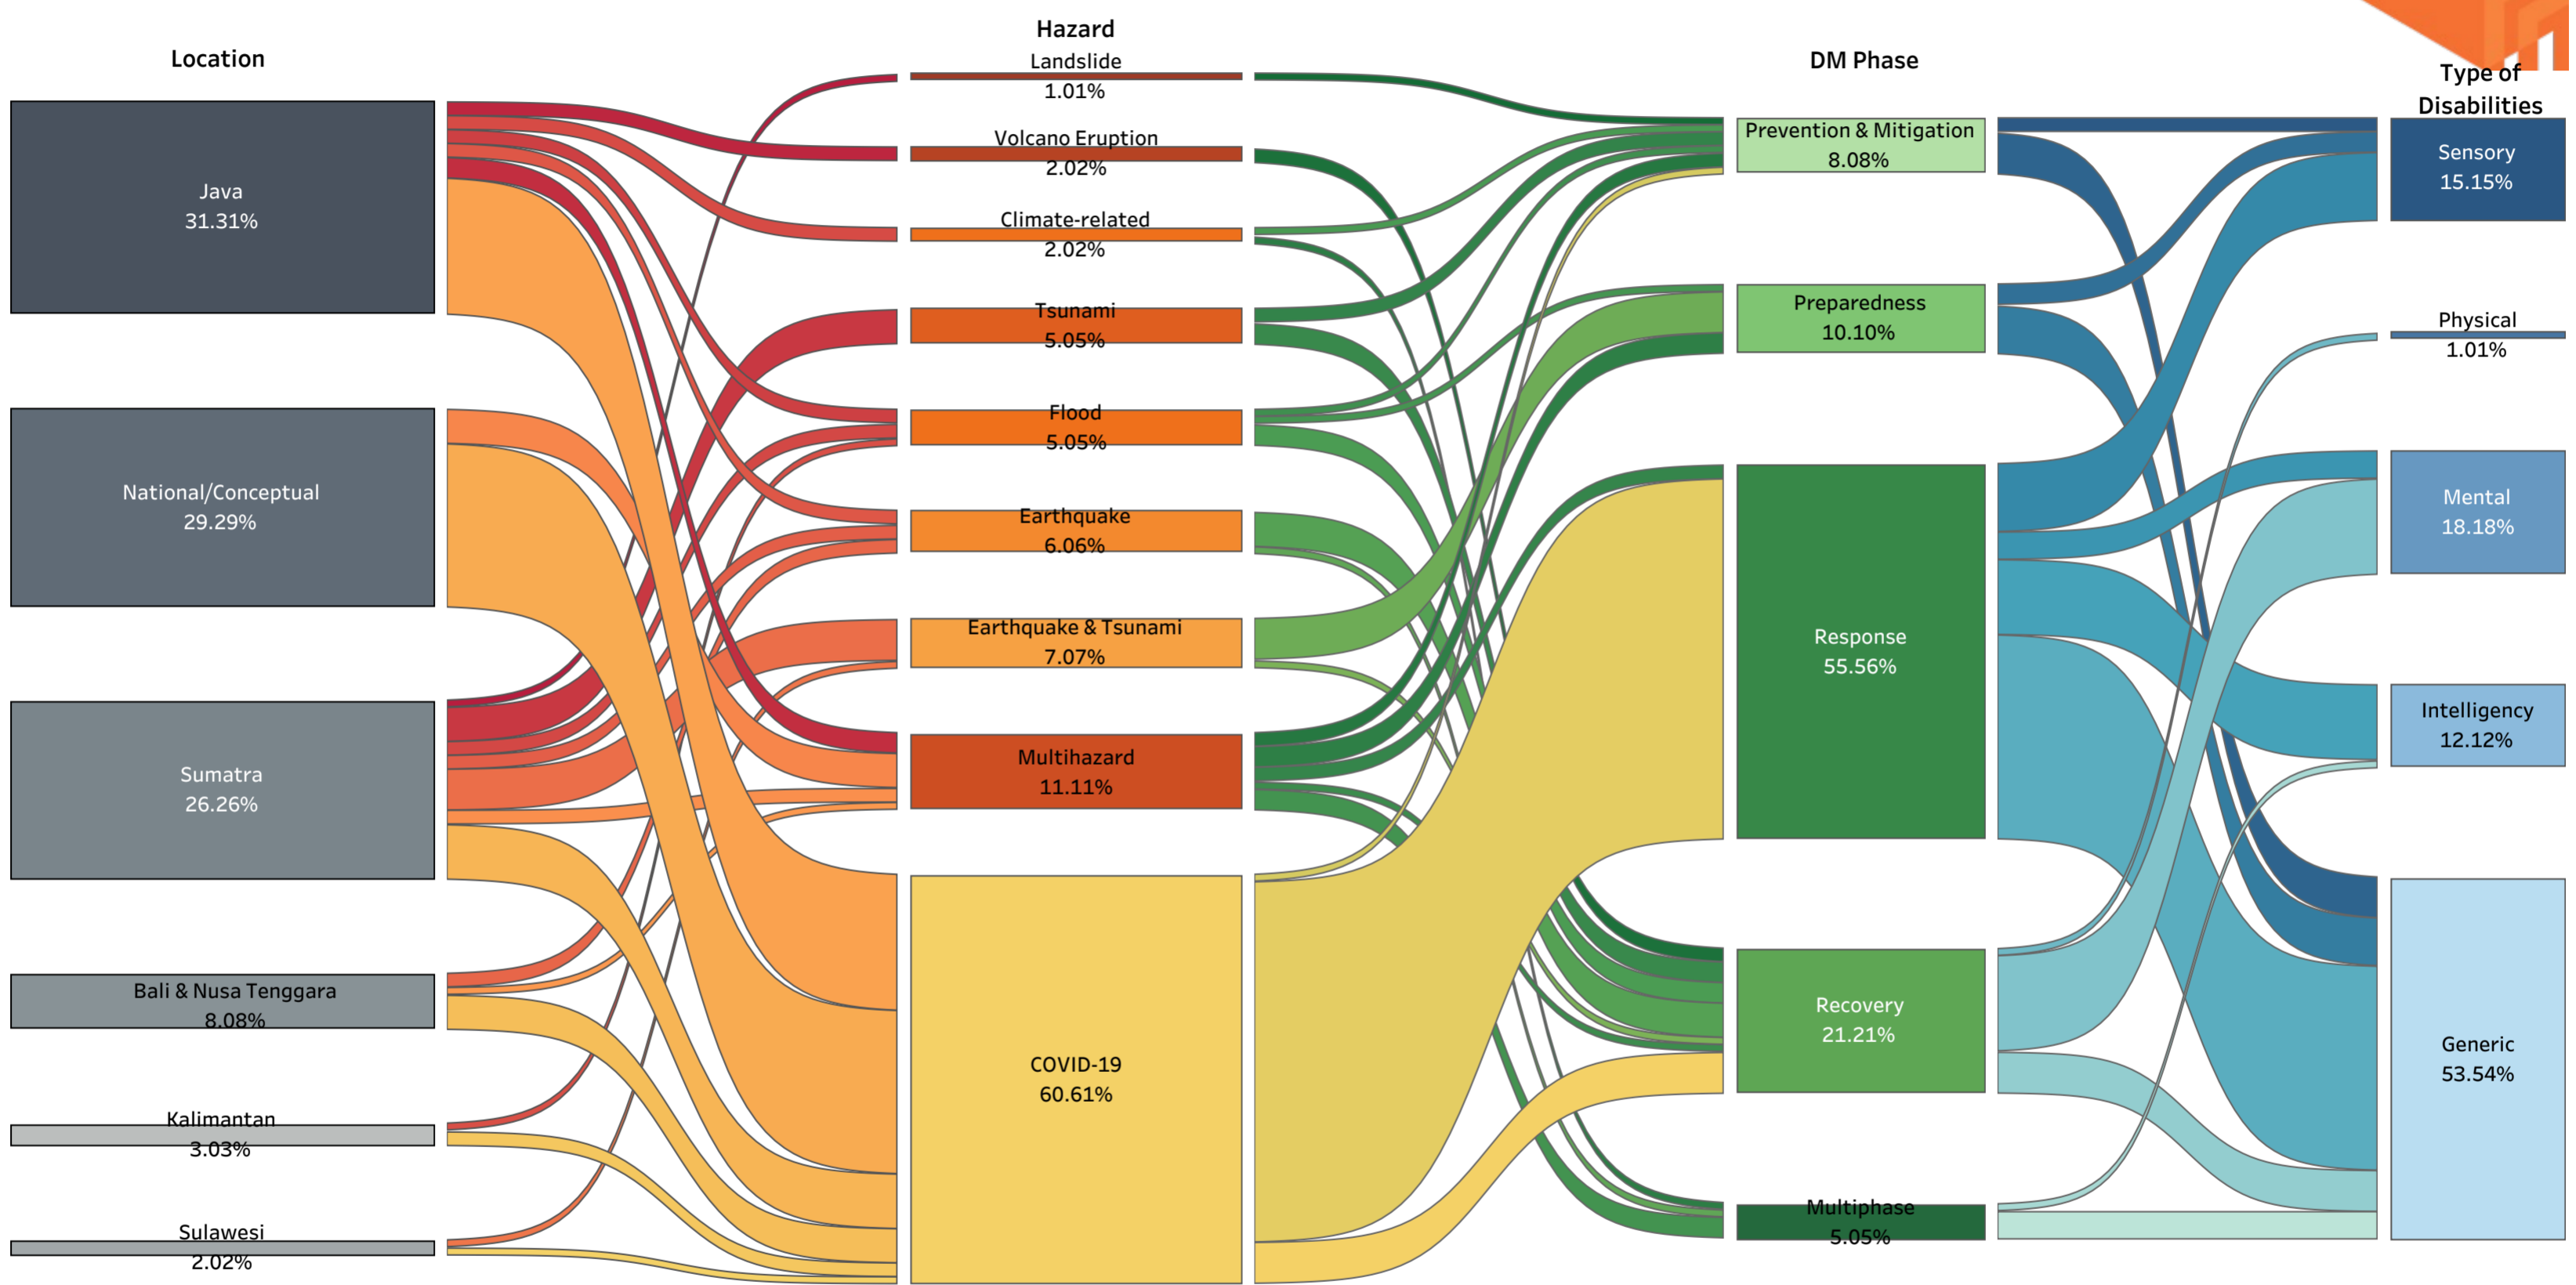 Location
Java
31.31%
National/Conceptual
29.29%
Sumatra
26.26%
Bali & Nusa Tenggara
8.08%
Kalimantan
3.03%
Sulawesi
2.02%
Hazard
Landslide
1.01%
Volcano Eruption
2.02%
Climate-related
2.02%
Tsunami
5.05%
Flood
5.05%
Earthquake
6.06%
Earthquake & Tsunami
7.07%
Multihazard
11.11%
COVID-19
60.61%
DM Phase
Prevention & Mitigation
8.08%
Preparedness
10.10%
Response
55.56%
Recovery
21.21%
Multiphase
5.05%
Type of
Disabilities
Sensory
15.15%
Physical
1.01%
Mental
18.18%
Intelligency
12.12%
Generic
53.54%